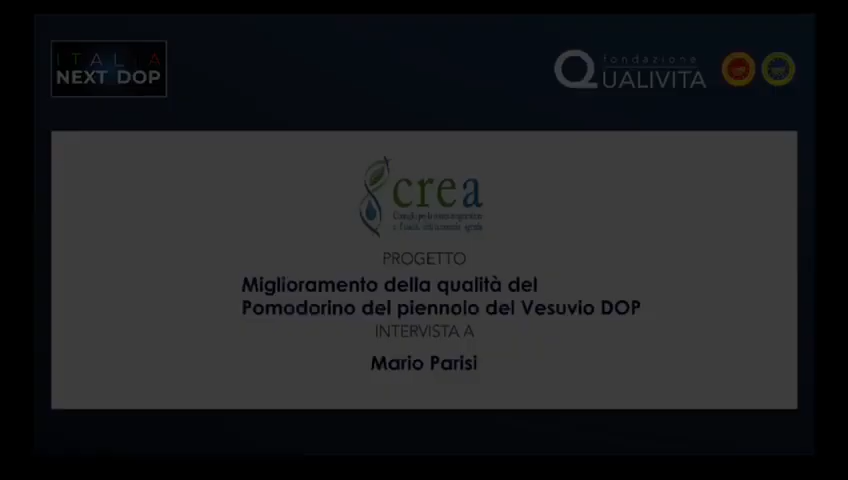 ITALIA
NEXT DOP
fondazione
QUALIVITA
crea
PROGETTO
Miglioramento della qualità del
Pomodorino del piennolo del Vesuvio DOP
INTERVISTA A
Mario Parisi